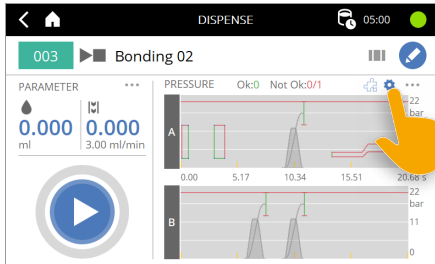 DISPENSE
05:00
003
Bonding 02
PARAMETER
0.000
ml
0.000
3.00 ml/min
PRESSURE Ok:0 Not Ok:0/1
A
22
bar
0.00 5.17 10.34 15.51 20.68 s
B
22
bar
11
0